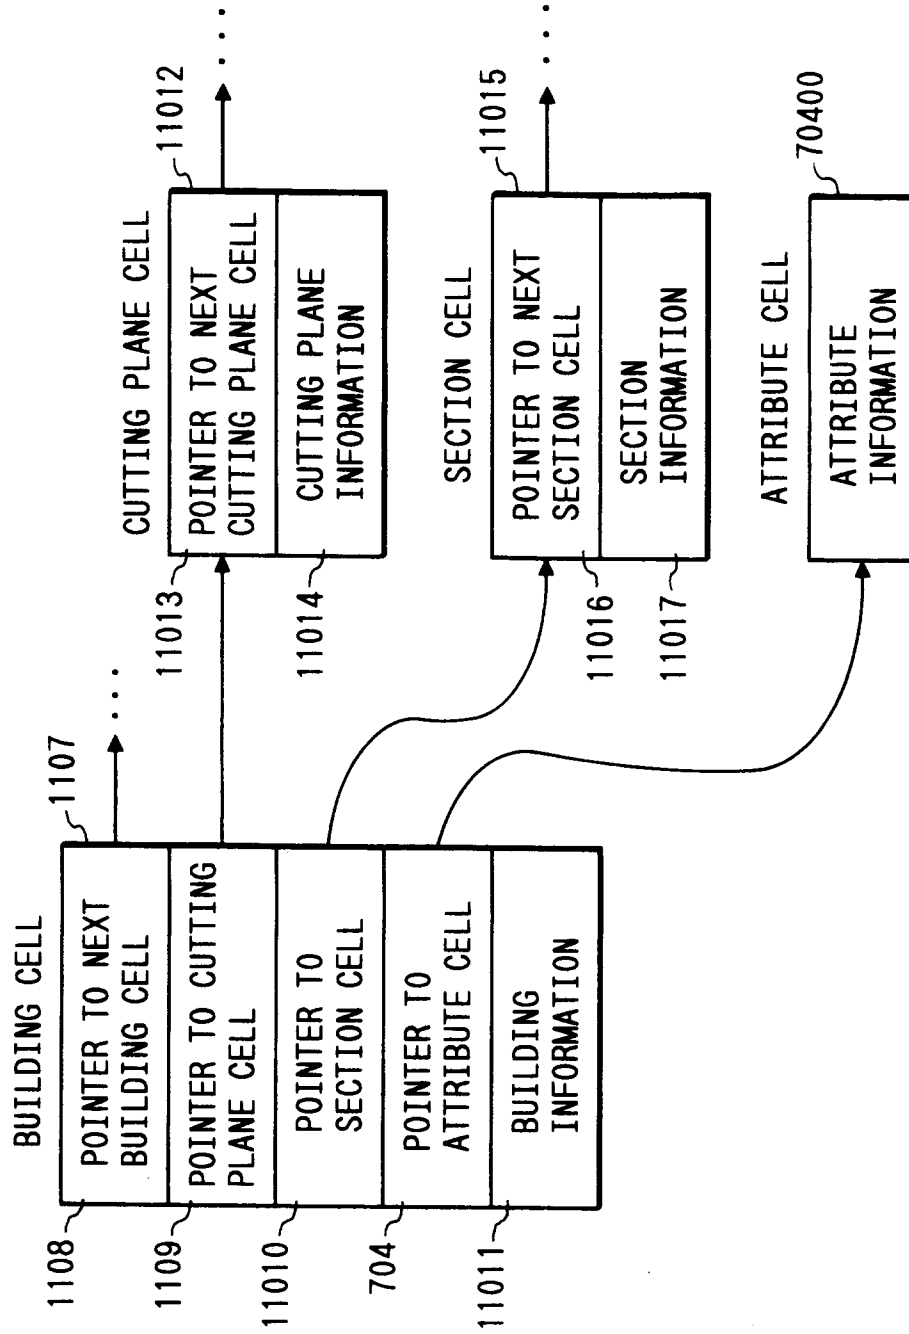 BUILDING CELL
1107
1108
POINTER TO NEXT
BUILDING CELL
...
1109
POINTER TO CUTTING
PLANE CELL
11010
POINTER TO
SECTION CELL
704
POINTER TO
ATTRIBUTE CELL
11011
BUILDING
INFORMATION
CUTTING PLANE CELL
11012
11013
POINTER TO NEXT
CUTTING PLANE CELL
...
11014
CUTTING PLANE
INFORMATION
SECTION CELL
11015
POINTER TO NEXT
SECTION CELL
...
11016
SECTION
INFORMATION
11017
ATTRIBUTE CELL
70400
ATTRIBUTE
INFORMATION